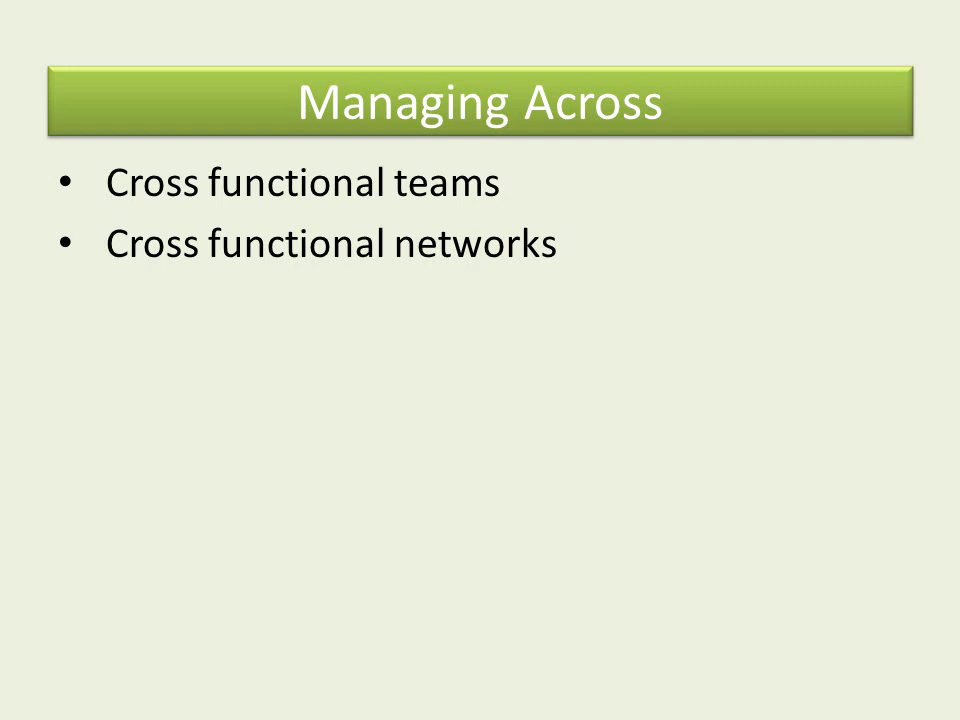 Managing Across
• Cross functional teams
• Cross functional networks